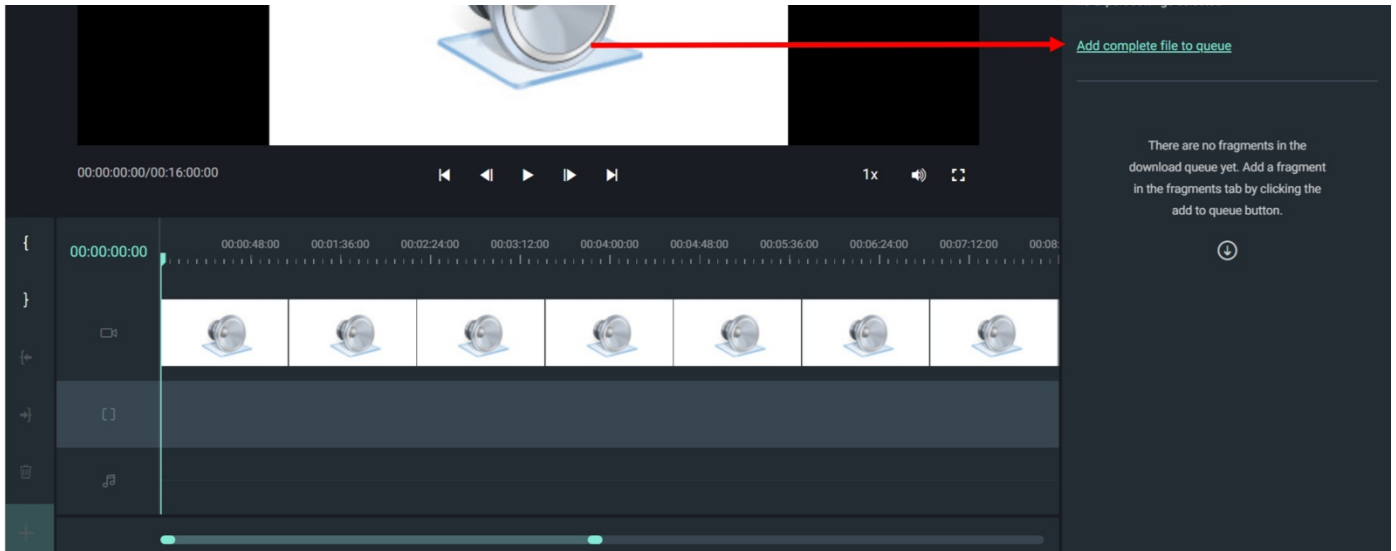 Add complete file to queue
There are no fragments in the
download queue yet. Add a fragment
in the fragments tab by clicking the
add to queue button.
00:00:00:00/00:16:00:00
1x
{
00:00:00:00
00:00:48:00 00:01:36:00 00:02:24:00 00:03:12:00 00:04:00:00 00:04:48:00 00:05:36:00 00:06:24:00 00:07:12:00 00:08:
}